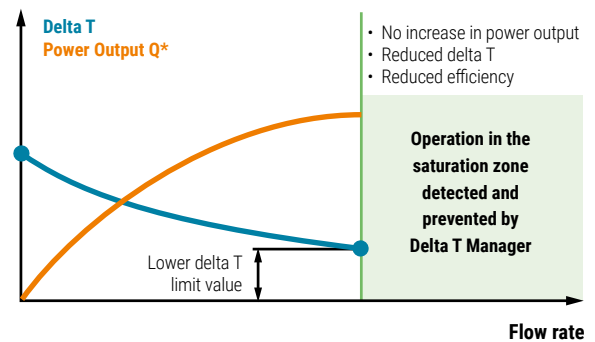 Delta T
Power Output Q*
• No increase in power output
• Reduced delta T
• Reduced efficiency
Operation in the
saturation zone
detected and
prevented by
Delta T Manager
Lower delta T
limit value
Flow rate